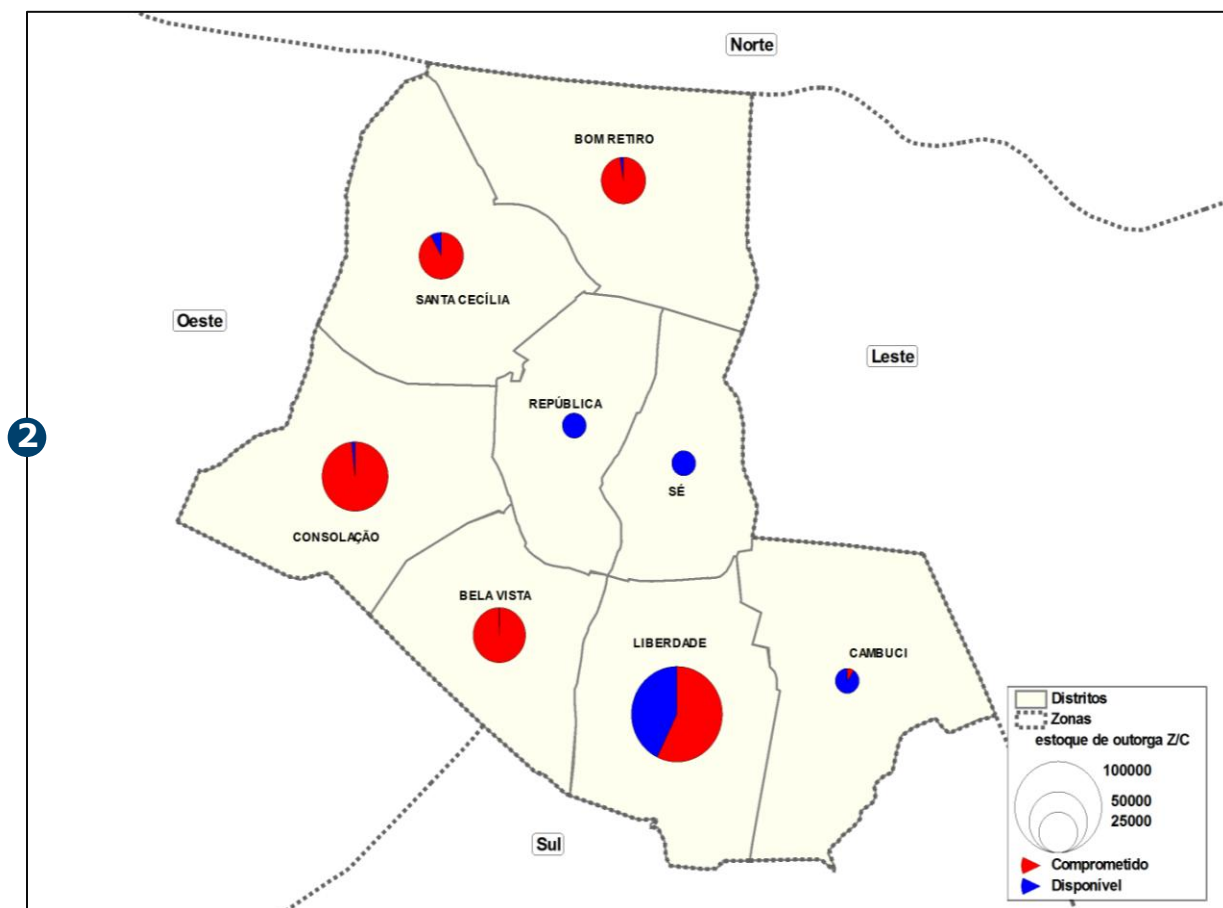 Norte
BOM RETIRO
SANTA CECÍLIA
Oeste
Leste
REPÚBLICA
2
SÉ
CONSOLAÇÃO
BELA VISTA
LIBERDADE
CAMBUCI
Distritos
Zonas
estoque de outorga Z/C
100000
50000
25000
Sul
Comprometido
Disponível